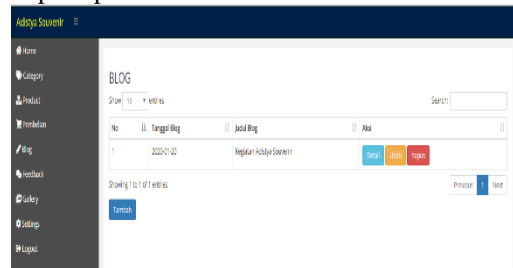 Adistya Souvenir
Home
Category
Product
Pembelian
Blog
Feedback
Gallery
Settings
Logout
BLOG
Show 10 entries
Search:
No Tanggal Blog Judul Blog Aksi
1 2020-01-20 Kegiatan Adistya Souvenir Detail Ubah Hapus
Showing 1 to 1 of 1 entries
Previous 1 Next
Tambah